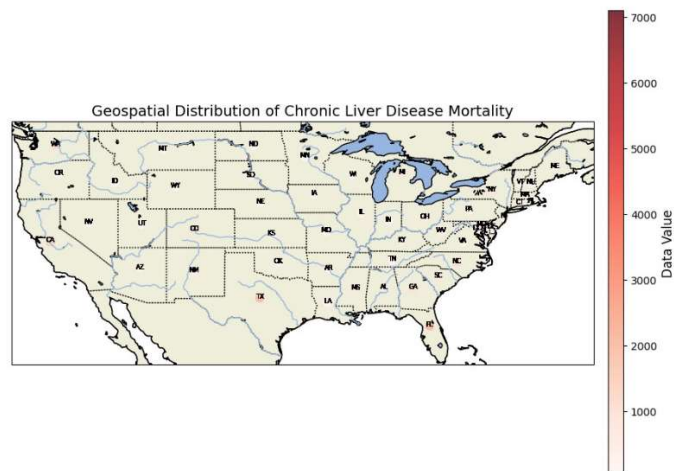 Geospatial Distribution of Chronic Liver Disease Mortality
WA
MT
ND
MN
ME
OR
ID
SD
WI
MI
NY
WY
IA
NE
PA
NV
UT
CO
IL
IN
OH
KS
MO
WV
VA
KY
CA
AZ
NM
OK
AR
TN
NC
SC
MS
AL
GA
TX
LA
FL
7000
6000
5000
4000
3000
2000
1000
Data Value